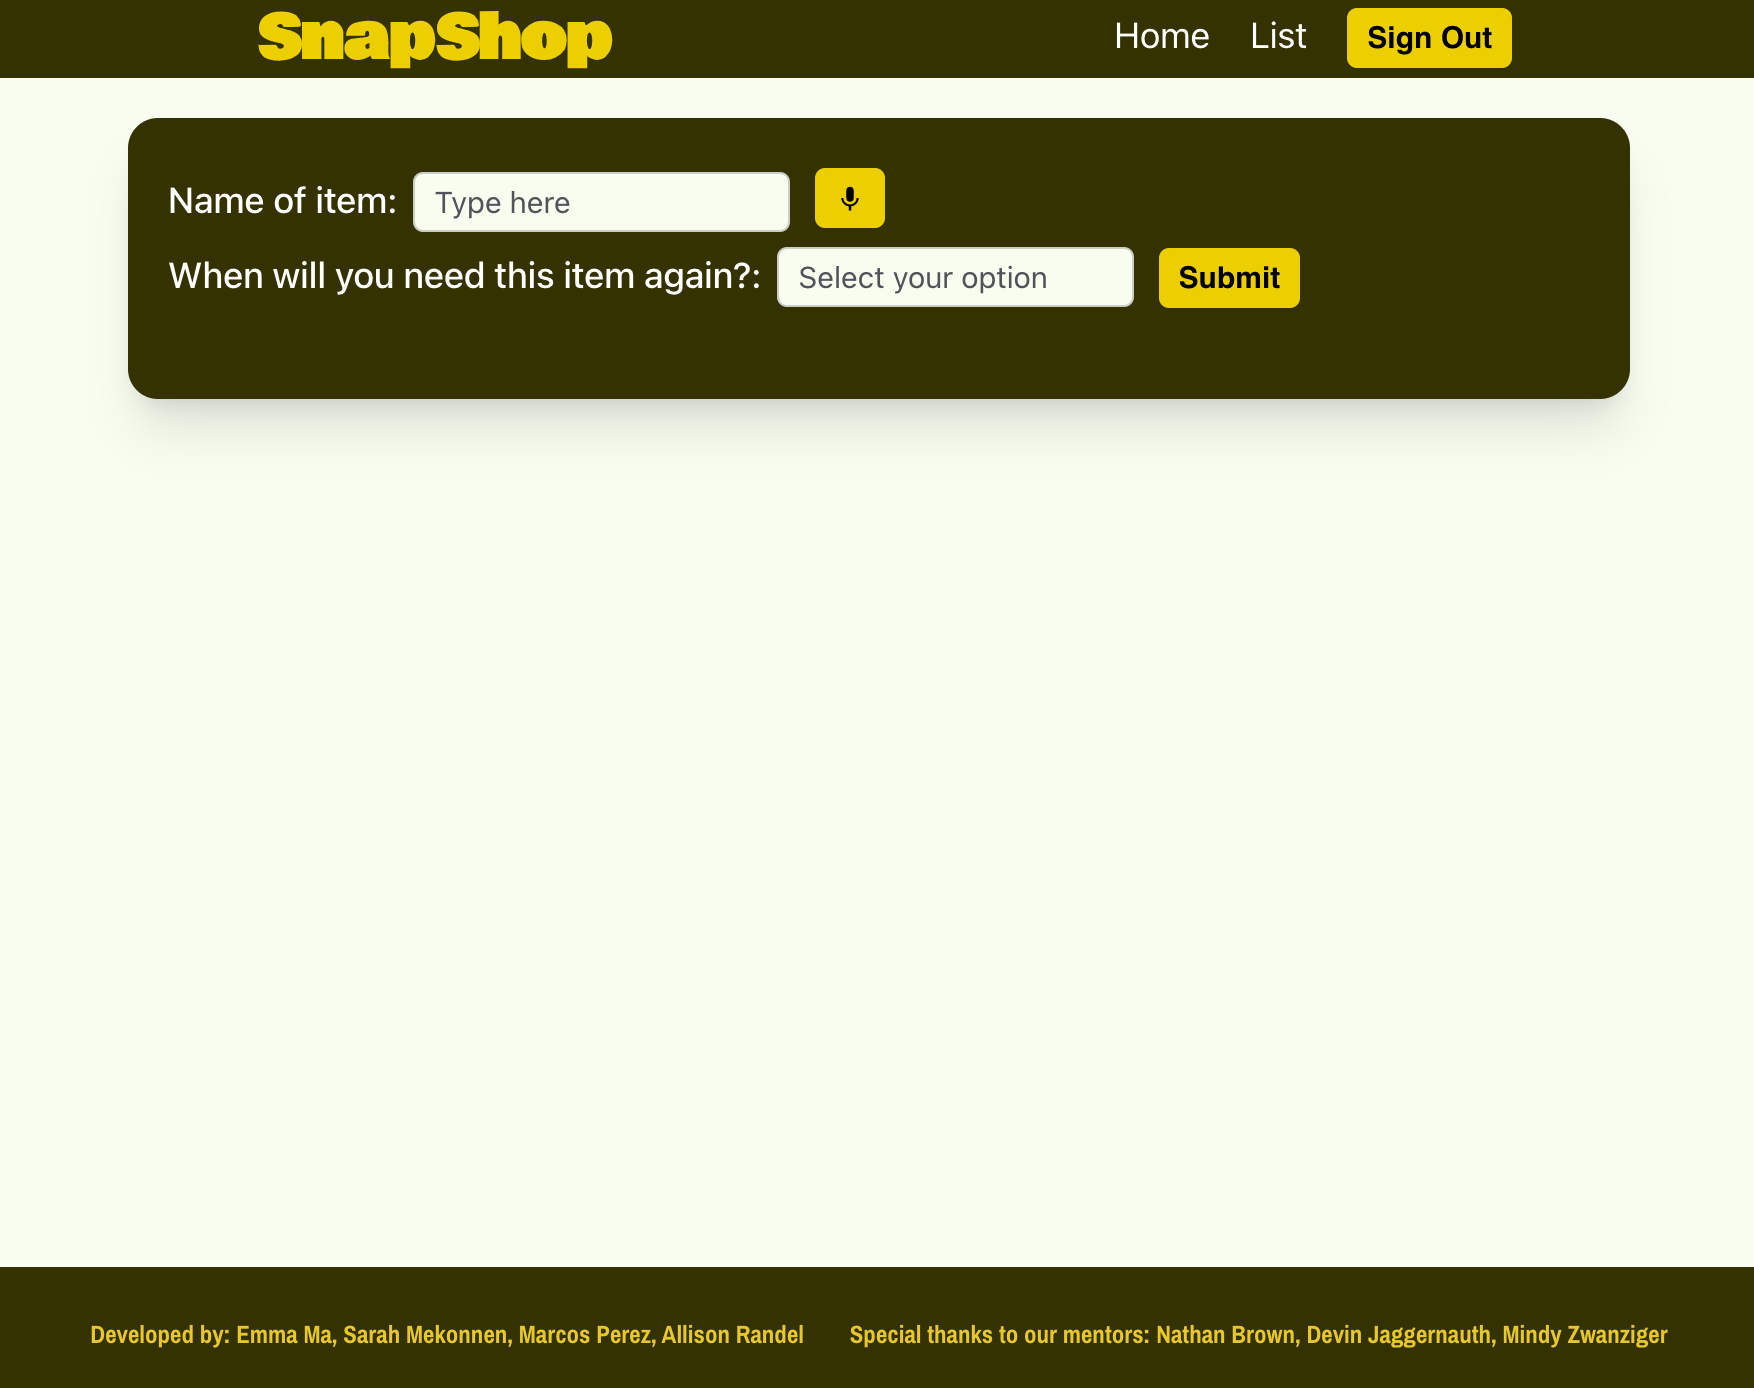 SnapShop
Home List Sign Out
Name of item: Type here
When will you need this item again?: Select your option Submit
Developed by: Emma Ma, Sarah Mekonnen, Marcos Perez, Allison Randel Special thanks to our mentors: Nathan Brown, Devin Jaggernauth, Mindy Zwanziger